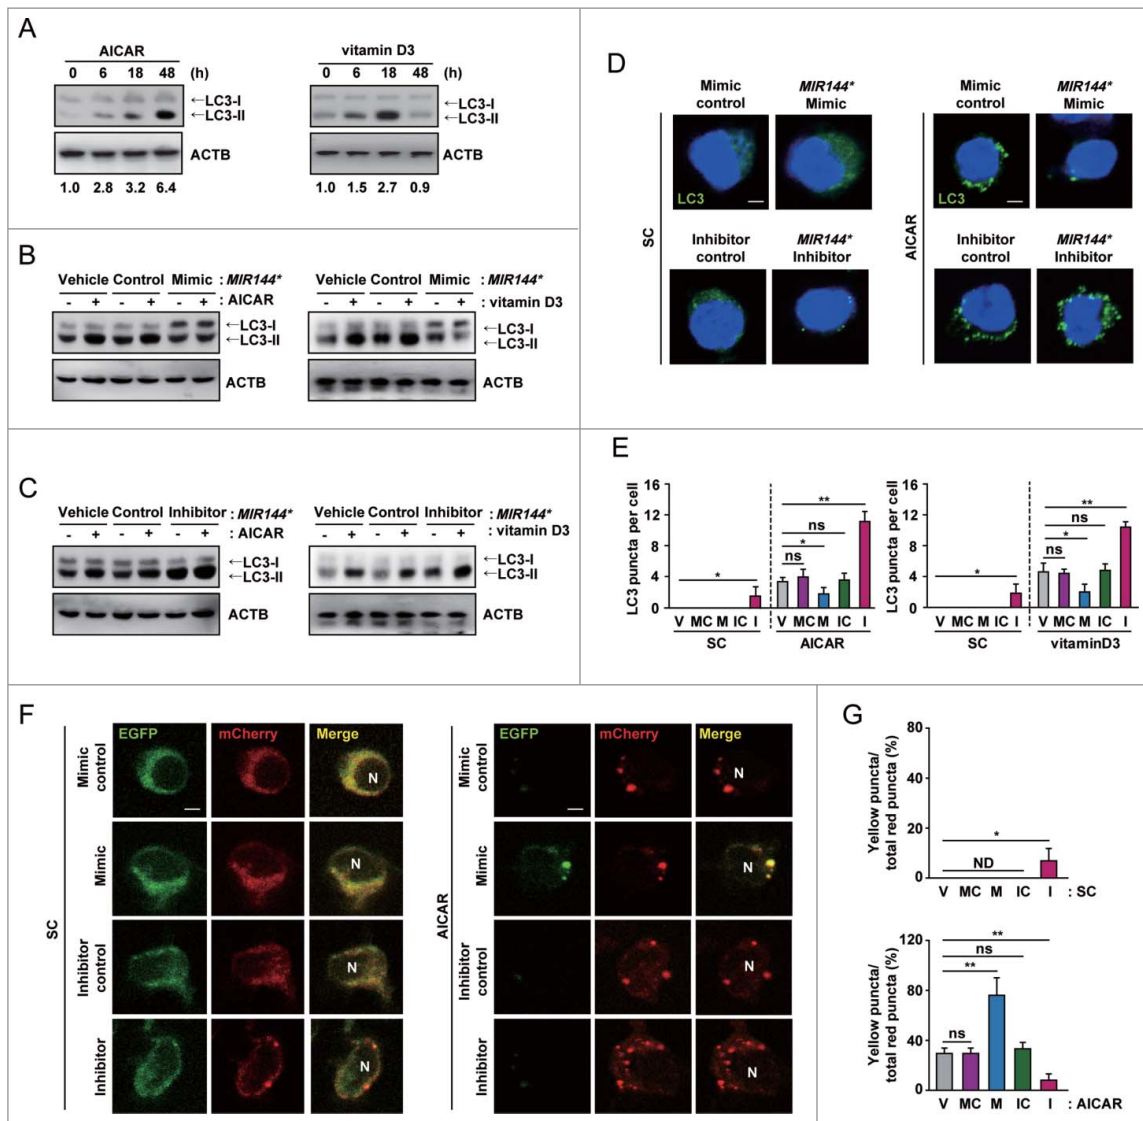 A
AICAR
0 6 18 48 (h)
←LC3-I
←LC3-II
ACTB
1.0 2.8 3.2 6.4
vitamin D3
0 6 18 48 (h)
←LC3-I
←LC3-II
ACTB
1.0 1.5 2.7 0.9
B
Vehicle Control Mimic : MIR144*
- + - + - + : AICAR
←LC3-I
←LC3-II
ACTB
Vehicle Control Mimic : MIR144*
- + - + - + : vitamin D3
←LC3-I
←LC3-II
ACTB
C
Vehicle Control Inhibitor : MIR144*
- + - + - + : AICAR
←LC3-I
←LC3-II
ACTB
Vehicle Control Inhibitor : MIR144*
- + - + - + : vitamin D3
←LC3-I
←LC3-II
ACTB
D
SC
Mimic
control
MIR144*
Mimic
LC3
Inhibitor
control
MIR144*
Inhibitor
AICAR
Mimic
control
MIR144*
Mimic
LC3
Inhibitor
control
MIR144*
Inhibitor
E
LC3 puncta per cell
16
12
8
4
0
*
ns
*
ns
**
V MC M IC I V MC M IC I
SC AICAR
LC3 puncta per cell
16
12
8
4
0
*
ns
*
ns
**
V MC M IC I V MC M IC I
SC vitaminD3
F
SC
EGFP mCherry Merge
Mimic
control
N
Mimic
N
Inhibitor
control
N
Inhibitor
N
AICAR
EGFP mCherry Merge
Mimic
control
N
Mimic
N
Inhibitor
control
N
Inhibitor
N
G
Yellow puncta/
total red puncta (%)
80
60
20
0
*
ND
V MC M IC I : SC
Yellow puncta/
total red puncta (%)
120
80
40
0
**
ns
**
ns
V MC M IC I : AICAR